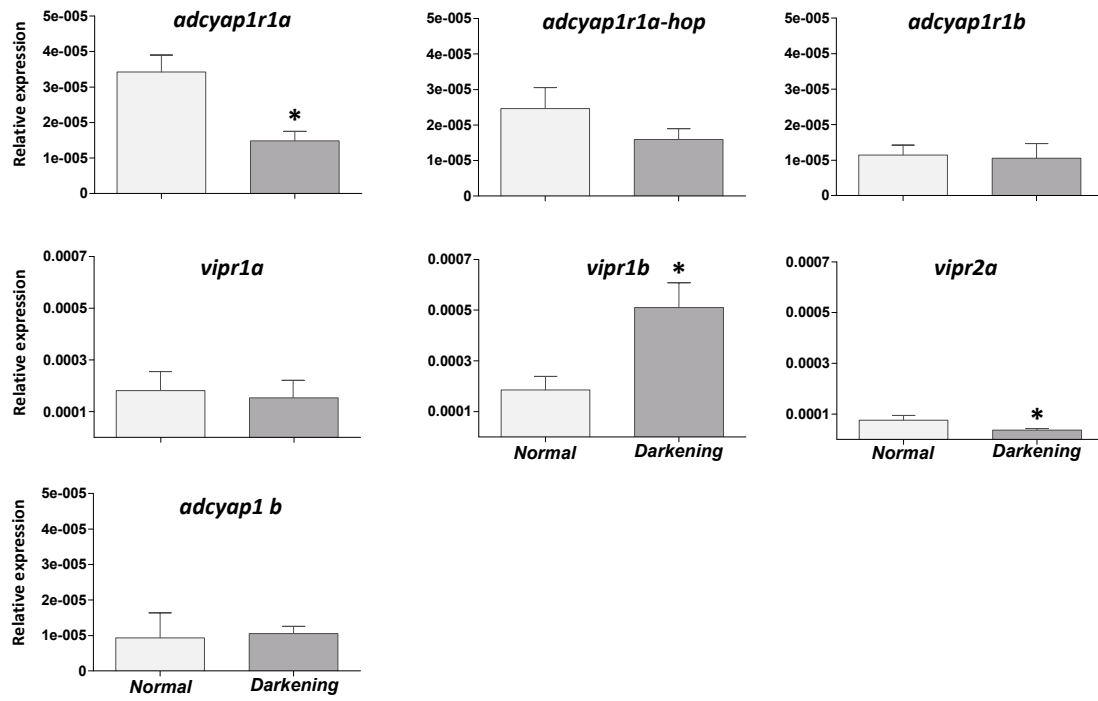 adcyap1r1a
Relative expression
5e-005
4e-005
3e-005
2e-005
1e-005
0
*
adcyap1r1a-hop
5e-005
4e-005
3e-005
2e-005
1e-005
0
adcyap1r1b
5e-005
4e-005
3e-005
2e-005
1e-005
0
vipr1a
Relative expression
0.0007
0.0005
0.0003
0.0001
vipr1b
0.0007
0.0005
0.0003
0.0001
*
Normal Darkening
vipr2a
0.0007
0.0005
0.0003
0.0001
*
Normal Darkening
adcyap1 b
Relative expression
5e-005
4e-005
3e-005
2e-005
1e-005
0
Normal Darkening